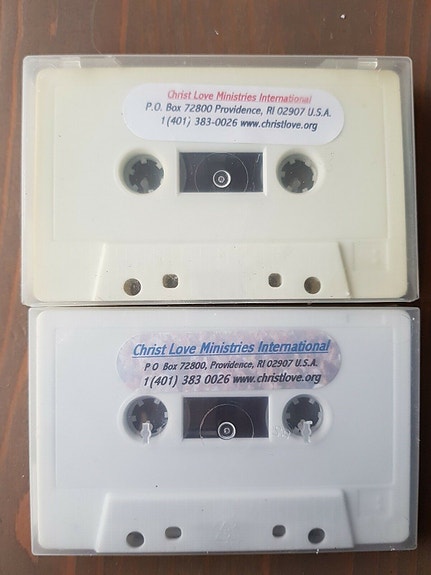 Christ Love Ministries International
P.O. Box 72800 Providence, RI 02907 U.S.A.
1 (401) 383-0026 www.christlove.org
Christ Love Ministries International
P O Box 72800, Providence, RI 02907 U.S.A.
1 (401) 383 0026 www.christlove.org